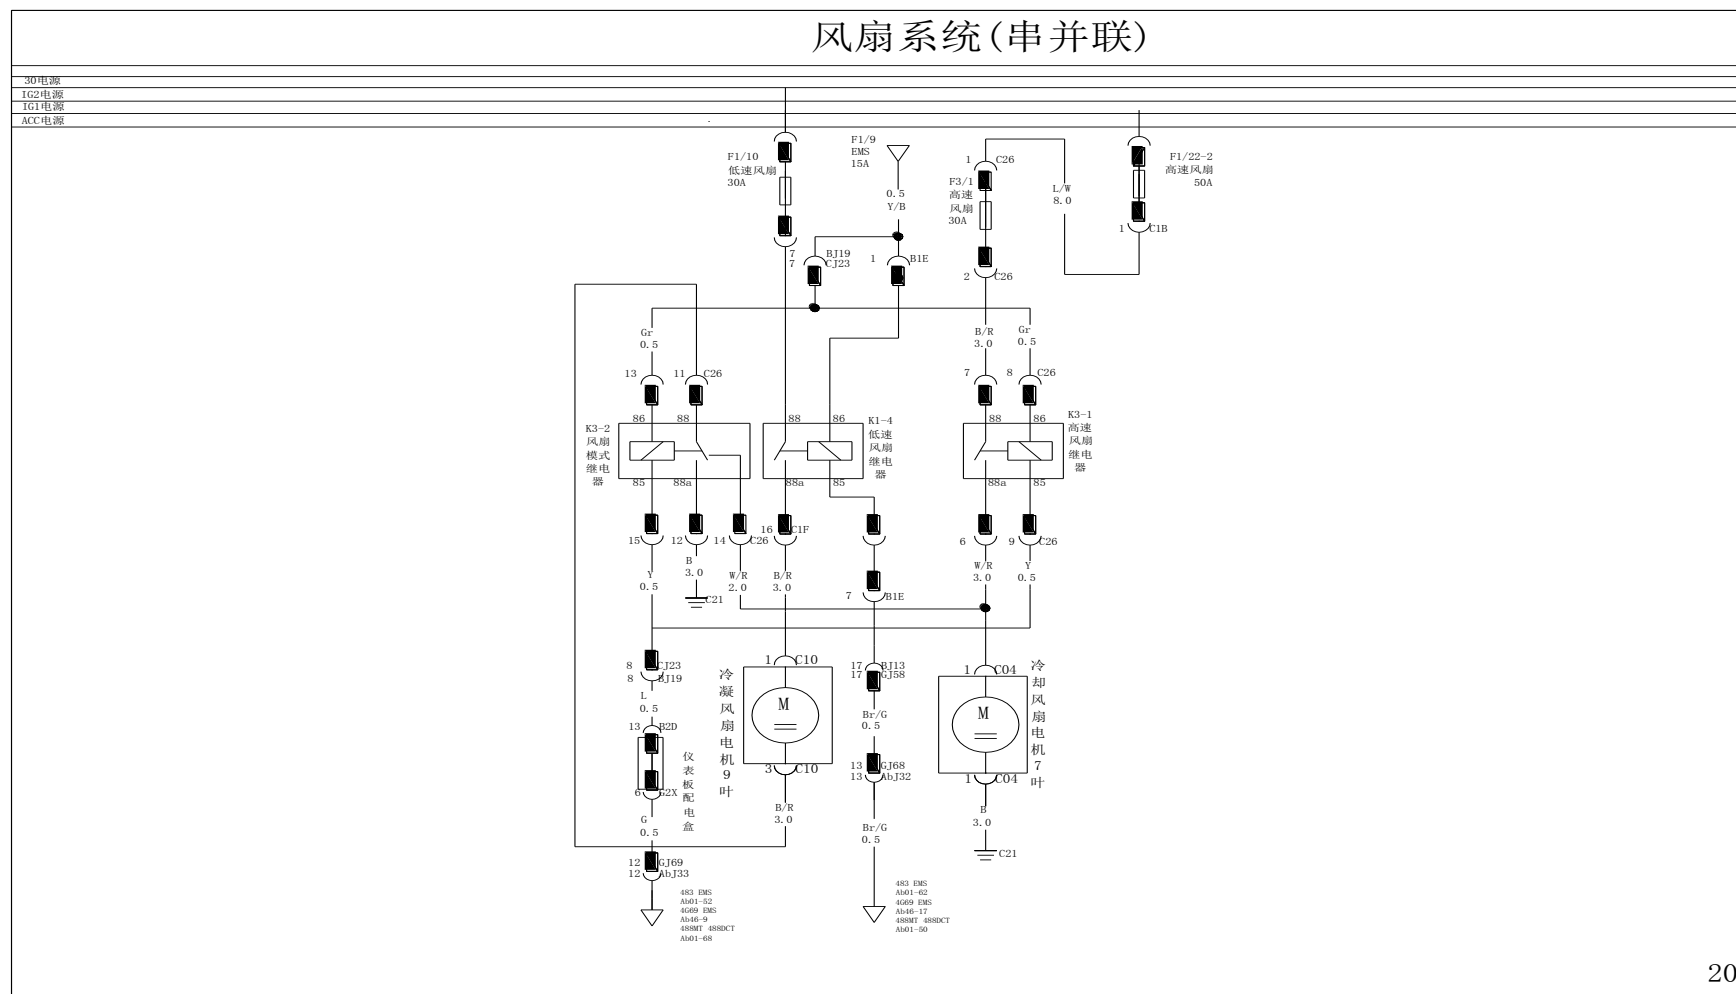 风扇系统(串并联)
30电源
IG2电源
IG1电源
ACC电源
F1/10
低速风扇
30A
F1/9
EMS
15A
0.5
Y/B
1
C26
F3/1
高速
风扇
30A
L/W
8.0
F1/22-2
高速风扇
50A
1
C1B
7
BJ19
7
CJ23
1
B1E
2
C26
Gr
0.5
B/R
3.0
Gr
0.5
13
11
C26
7
8
C26
86
88
88
86
88
86
K3-2
风扇
模式
继电
器
K1-4
低速
风扇
继电
器
K3-1
高速
风扇
继电
器
85
88a
88a
85
88a
85
15
12
14
C26
16
C1F
6
9
C26
Y
0.5
B
3.0
C21
W/R
2.0
B/R
3.0
7
B1E
W/R
3.0
Y
0.5
8
CJ23
8
BJ19
L
0.5
13
B2D
6
G2X
仪
表
板
配
电
盒
G
0.5
12
GJ69
12
AbJ33
483 EMS
Ab01-52
4G69 EMS
Ab46-9
488MT 488DCT
Ab01-68
1
C10
冷
凝
风
扇
电
机
9
叶
M
3
C10
B/R
3.0
17
BJ13
17
GJ58
Br/G
0.5
13
GJ68
13
AbJ32
Br/G
0.5
483 EMS
Ab01-62
4G69 EMS
Ab46-17
488MT 488DCT
Ab01-50
1
C04
冷
却
风
扇
电
机
7
叶
M
1
C04
B
3.0
C21
20